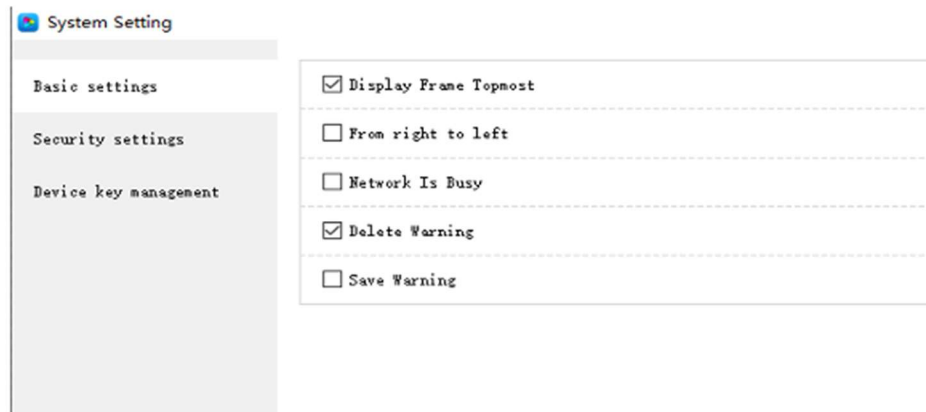 System Setting
Basic settings
Security settings
Device key management
Display Frame Topmost
From right to left
Network Is Busy
Delete Warning
Save Warning